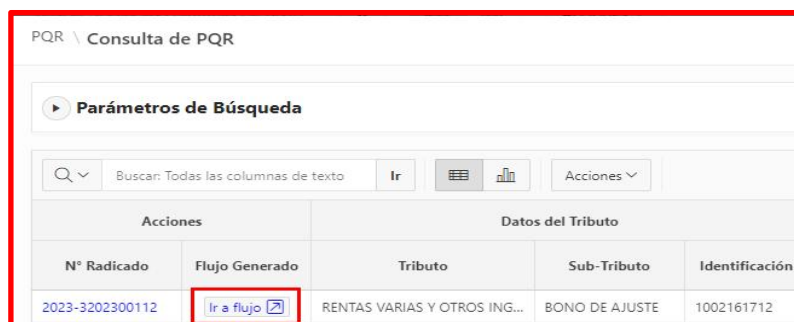 PQR \ Consulta de PQR
Parámetros de Búsqueda
Buscar: Todas las columnas de texto Ir Acciones
Acciones Datos del Tributo
N° Radicado Flujo Generado Tributo Sub-Tributo Identificación
2023-3202300112 Ir a flujo RENTAS VARIAS Y OTROS ING... BONO DE AJUSTE 1002161712